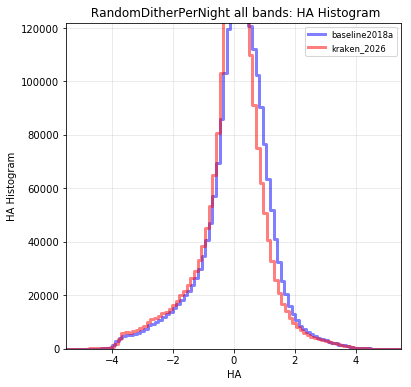 RandomDitherPerNight all bands: HA Histogram
baseline2018a
kraken_2026
120000
100000
80000
60000
40000
20000
0
HA Histogram
−4
−2
0
2
4
HA